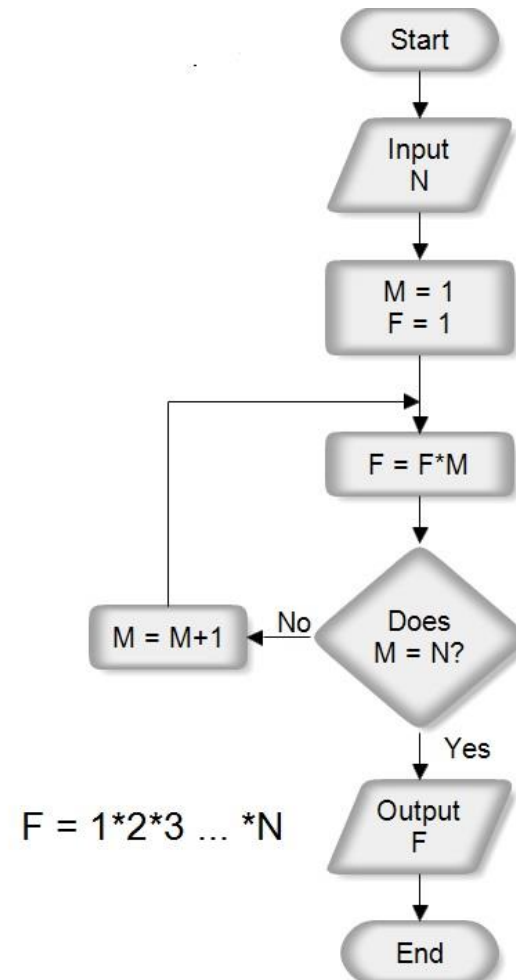 Start
Input
N
M = 1
F = 1
F = F*M
Does
M = N?
No
M = M+1
Yes
Output
F
F = 1*2*3 ... *N
End